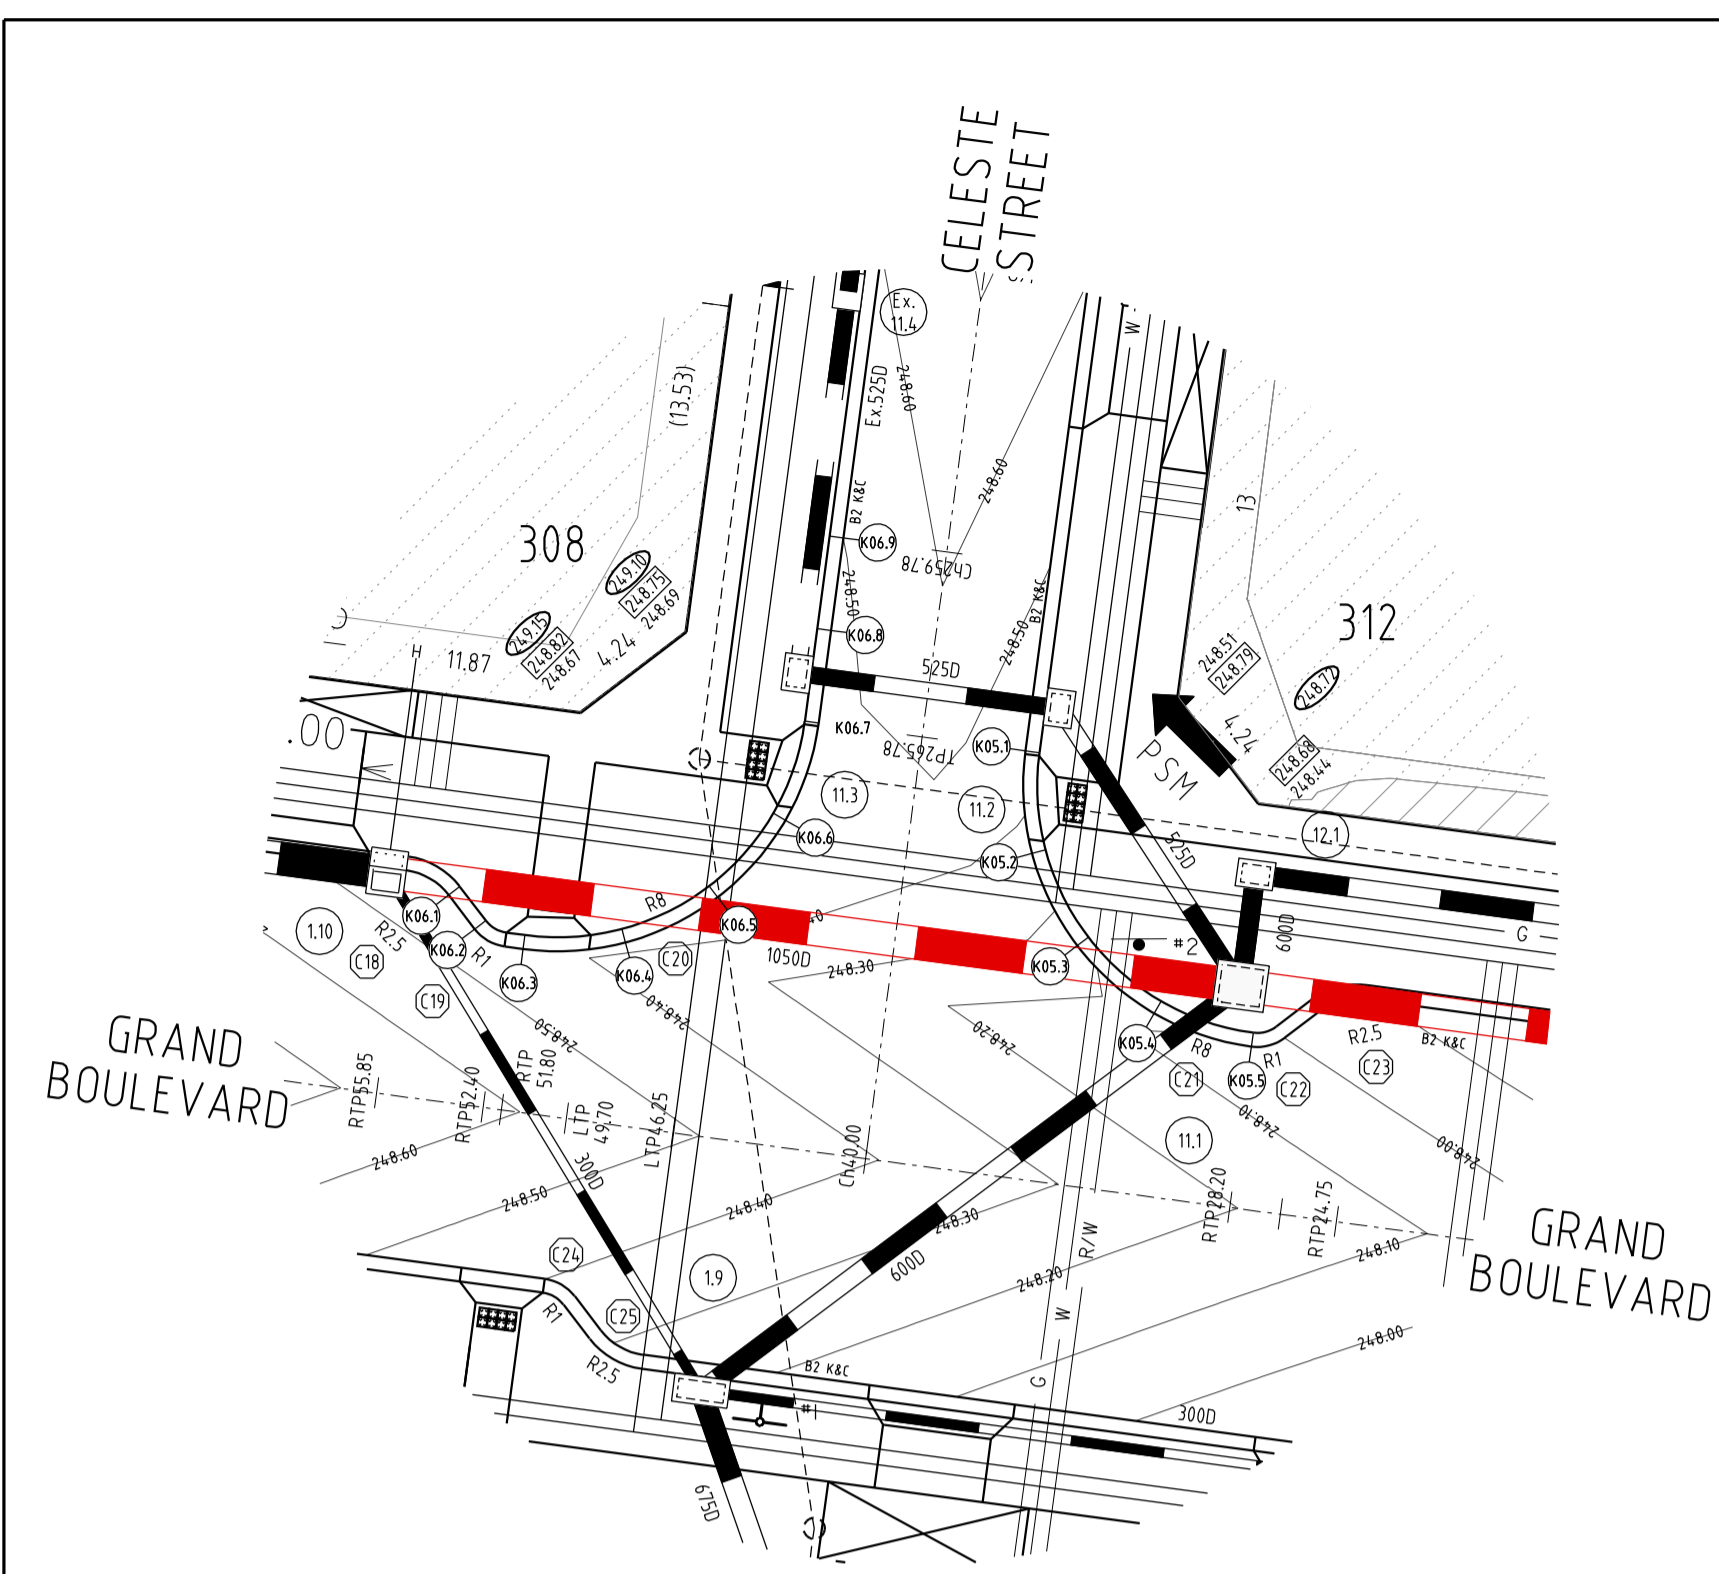 CELESTE
STREET
Ex.
11.4
W
248.60
Ex.525D
(13.53)
248.60
13
B2 K&C
308
K06.9
Ch259.78
249.10
248.75
248.69
248.50
B2 K&C
312
249.15
248.82
248.67
4.24
K06.8
248.50
248.51
248.79
H
11.87
525D
248.72
.00
K06.7
TP265.78
K05.1
4.24
PSM
248.68
248.44
11.3
11.2
K06.6
12.1
525D
K05.2
R8
K06.1
K06.5
40
600D
1.10
R2.5
K06.2
R1
#2
G
C18
C20
1050D
248.30
K05.3
K06.3
K06.4
C19
248.40
248.50
248.20
K05.4
R8
R1
R2.5
B2 K&C
GRAND
BOULEVARD
C21
K05.5
C22
C23
RTP55.85
RTP52.40
RTP
51.80
LTP
49.70
LTP46.25
248.10
11.1
248.00
248.60
300D
Ch40.00
248.50
248.40
248.30
RTP28.20
RTP24.75
GRAND
BOULEVARD
R/W
248.10
C24
600D
1.9
248.20
R1
C25
W
248.00
R2.5
B2 K&C
G
#1
300D
675D